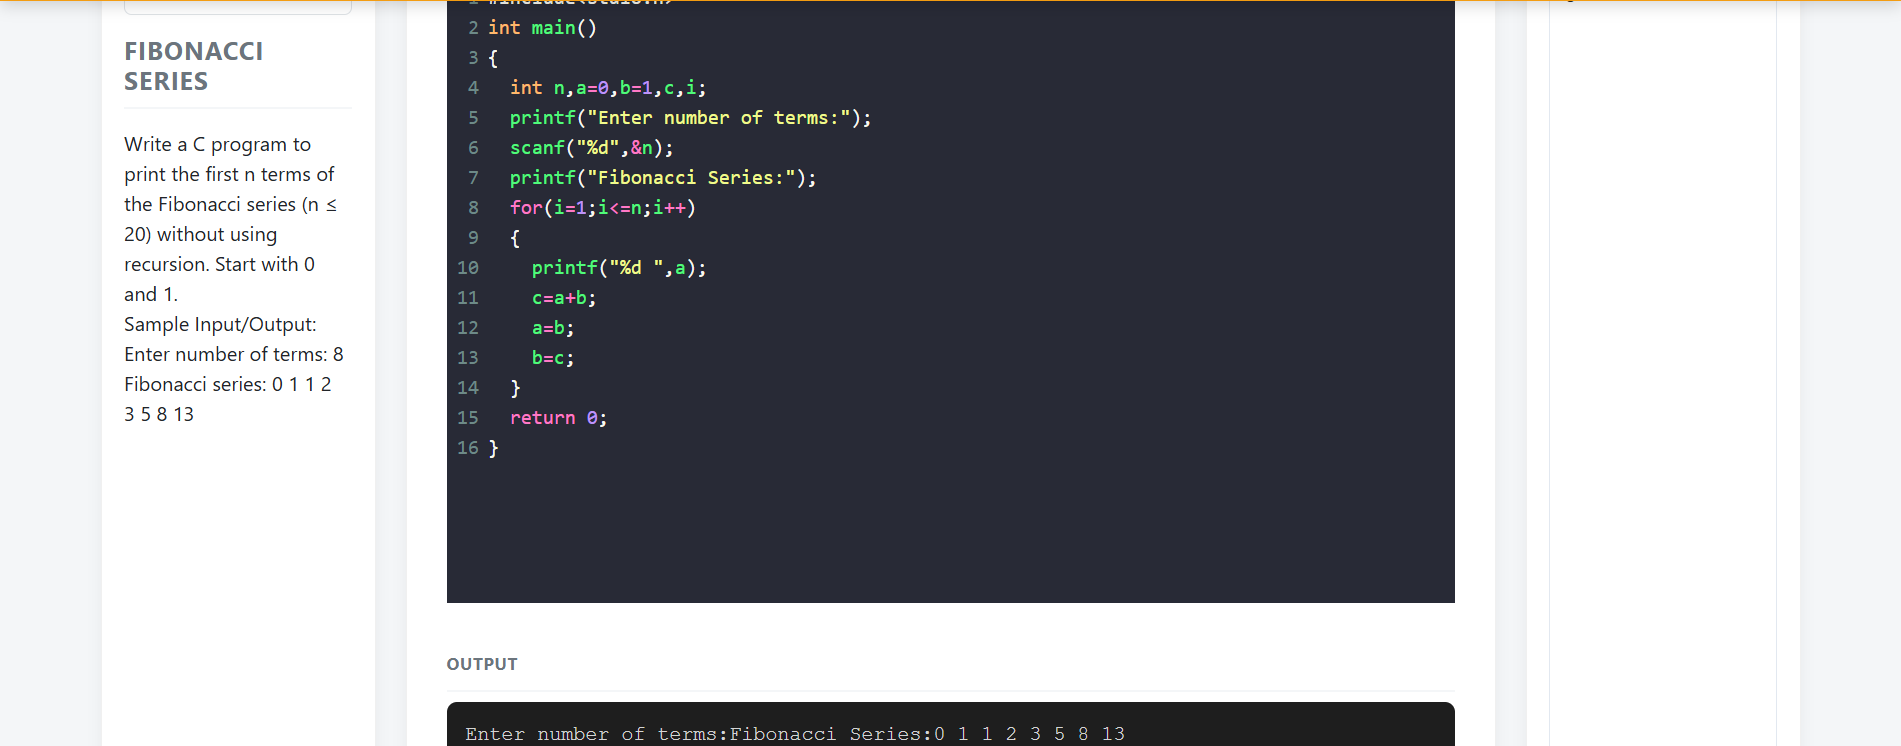 FIBONACCI
SERIES
Write a C program to
print the first n terms of
the Fibonacci series (n ≤
20) without using
recursion. Start with 0
and 1.
Sample Input/Output:
Enter number of terms: 8
Fibonacci series: 0 1 1 2
3 5 8 13
1 #include<stdio.h>
2 int main()
3 {
4 int n,a=0,b=1,c,i;
5 printf("Enter number of terms:");
6 scanf("%d",&n);
7 printf("Fibonacci Series:");
8 for(i=1;i<=n;i++)
9 {
10 printf("%d ",a);
11 c=a+b;
12 a=b;
13 b=c;
14 }
15 return 0;
16 }
OUTPUT
Enter number of terms:Fibonacci Series:0 1 1 2 3 5 8 13